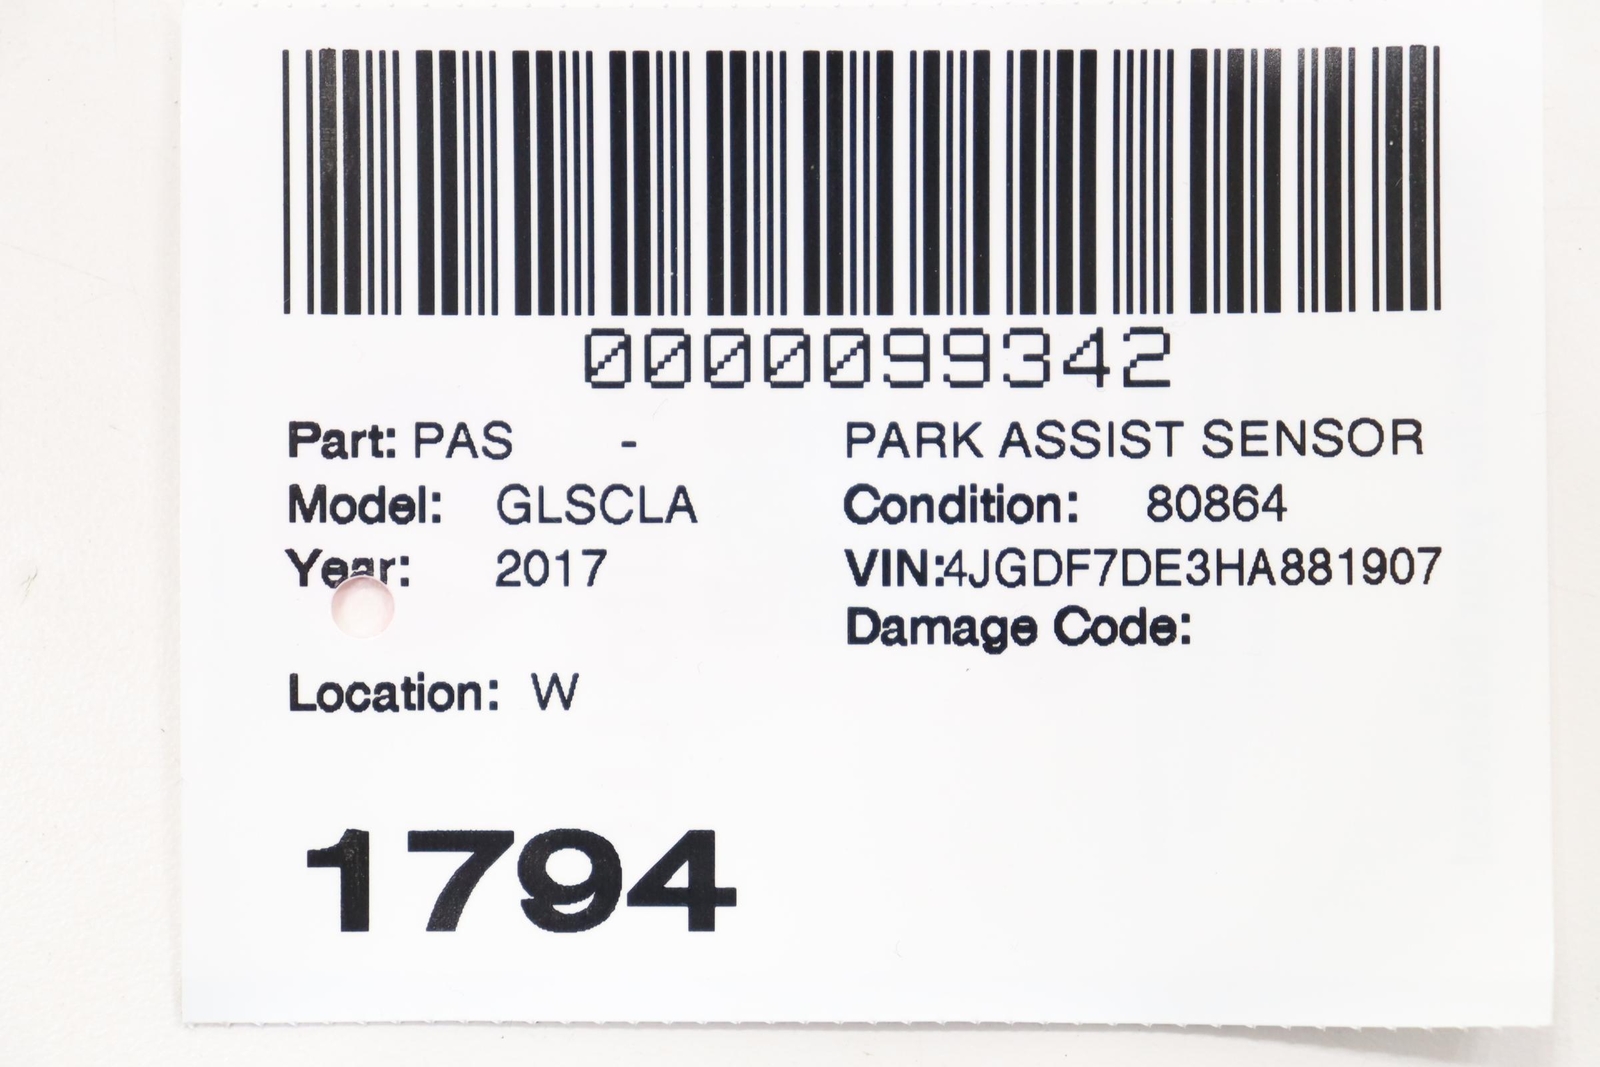 0000099342
Part: PAS - PARK ASSIST SENSOR
Model: GLSCLA Condition: 80864
Year: 2017 VIN:4JGDF7DE3HA881907
Damage Code:
Location: W
1794